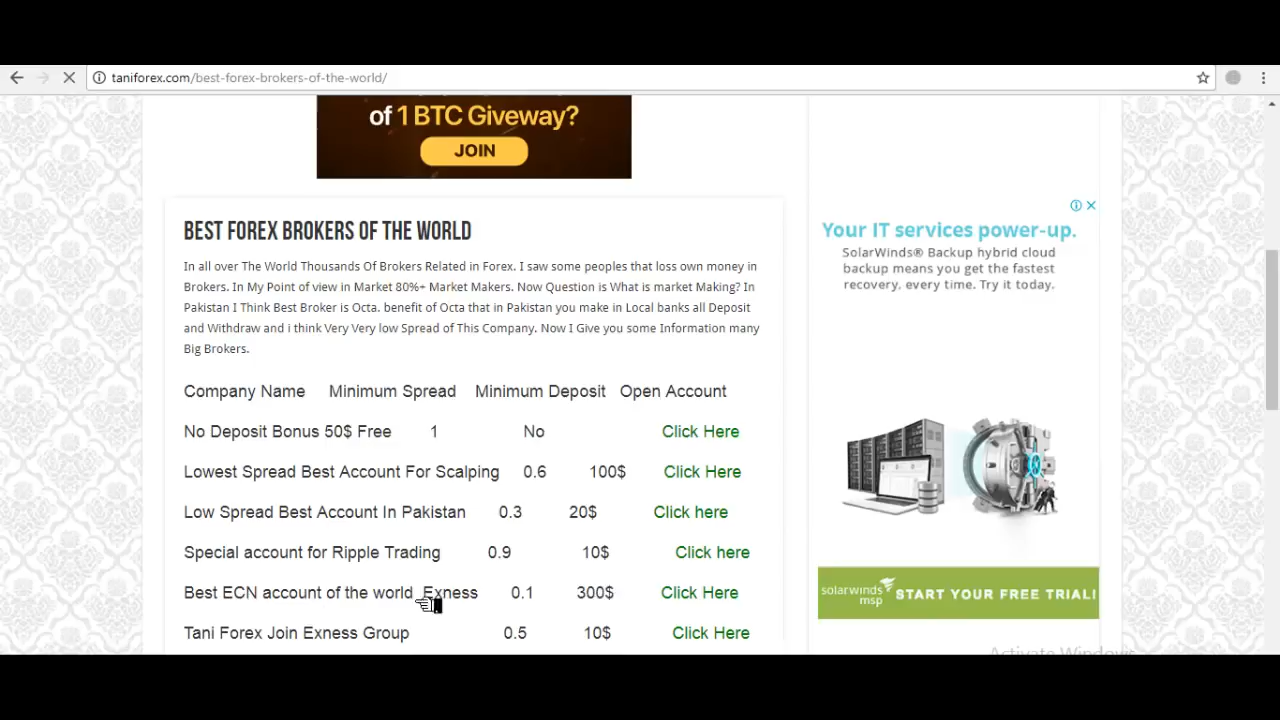 taniforex.com/best-forex-brokers-of-the-world/
of 1 BTC Giveway?
JOIN
BEST FOREX BROKERS OF THE WORLD
In all over The World Thousands Of Brokers Related in Forex. I saw some peoples that loss own money in
Brokers. In My Point of view in Market 80%+ Market Makers. Now Question is What is market Making? In
Pakistan I Think Best Broker is Octa. benefit of Octa that in Pakistan you make in Local banks all Deposit
and Withdraw and i think Very Very low Spread of This Company. Now I Give you some Information many
Big Brokers.
Company Name Minimum Spread Minimum Deposit Open Account
No Deposit Bonus 50$ Free 1 No Click Here
Lowest Spread Best Account For Scalping 0.6 100$ Click Here
Low Spread Best Account In Pakistan 0.3 20$ Click here
Special account for Ripple Trading 0.9 10$ Click here
Best ECN account of the world Exness 0.1 300$ Click Here
Tani Forex Join Exness Group 0.5 10$ Click Here
Your IT services power-up.
SolarWinds® Backup hybrid cloud
backup means you get the fastest
recovery, every time. Try it today.
solarwinds
msp
START YOUR FREE TRIAL!
Activate Windows